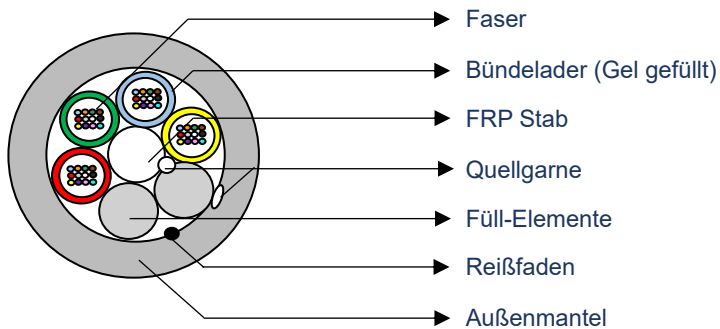 Faser
Bündelader (Gel gefüllt)
FRP Stab
Quellgarne
Füll-Elemente
Reißfaden
Außenmantel